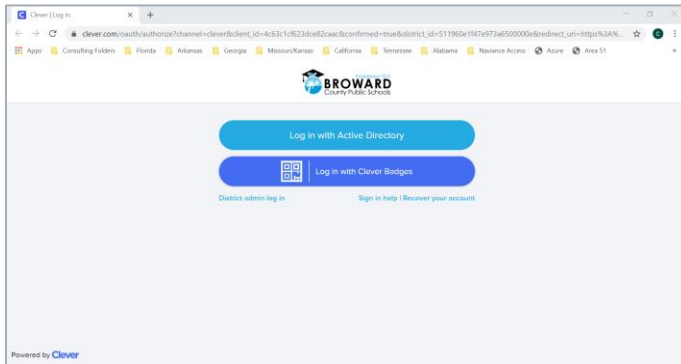 Clever | Log in
clever.com/oauth/authorize?channel=clever&client_id=4c63c1cf623dce82caac&confirmed=true&district_id=511960e1f47e973a6500000e&redirect_uri=https%3A%...
Apps Consulting Folders Florida Arkansas Georgia Missouri/Kansas California Tennessee Alabama Naviance Access Azure Area 51 »
BROWARD
County Public Schools
Log in with Active Directory
Log in with Clever Badges
District admin log in Sign in help | Recover your account
Powered by Clever